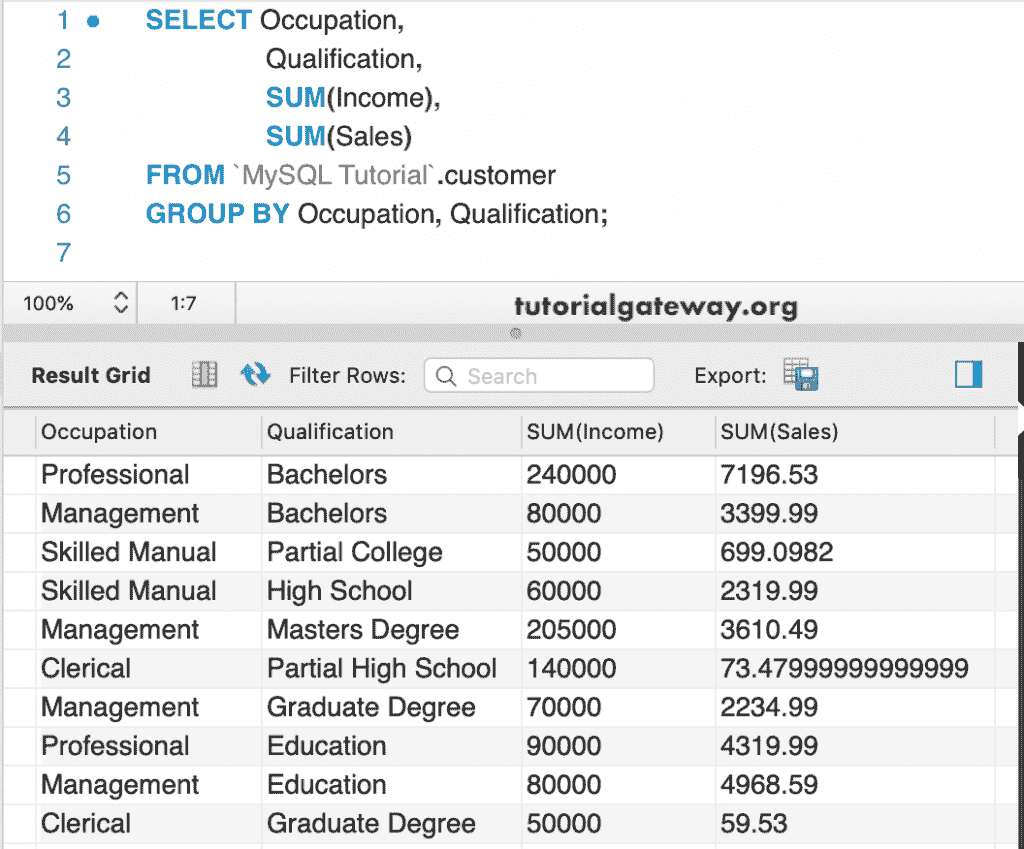 1 SELECT Occupation,
2 Qualification,
3 SUM(Income),
4 SUM(Sales)
5 FROM `MySQL Tutorial`.customer
6 GROUP BY Occupation, Qualification;
7
100% 1:7 tutorialgateway.org
Result Grid Filter Rows: Search Export:
Occupation Qualification SUM(Income) SUM(Sales)
Professional Bachelors 240000 7196.53
Management Bachelors 80000 3399.99
Skilled Manual Partial College 50000 699.0982
Skilled Manual High School 60000 2319.99
Management Masters Degree 205000 3610.49
Clerical Partial High School 140000 73.47999999999999
Management Graduate Degree 70000 2234.99
Professional Education 90000 4319.99
Management Education 80000 4968.59
Clerical Graduate Degree 50000 59.53